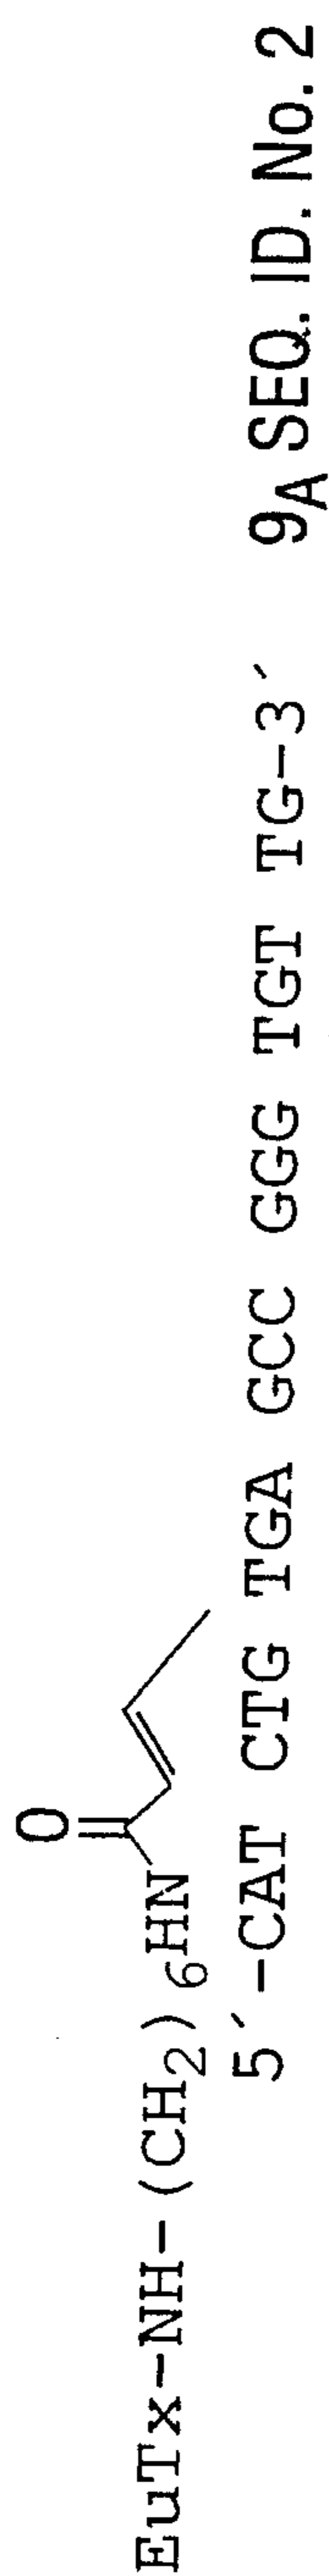 O
EuTx-NH-(CH2)6HN
5´-CAT CTG TGA GCC GGG TGT TG-3´ 9A SEQ. ID. No. 2